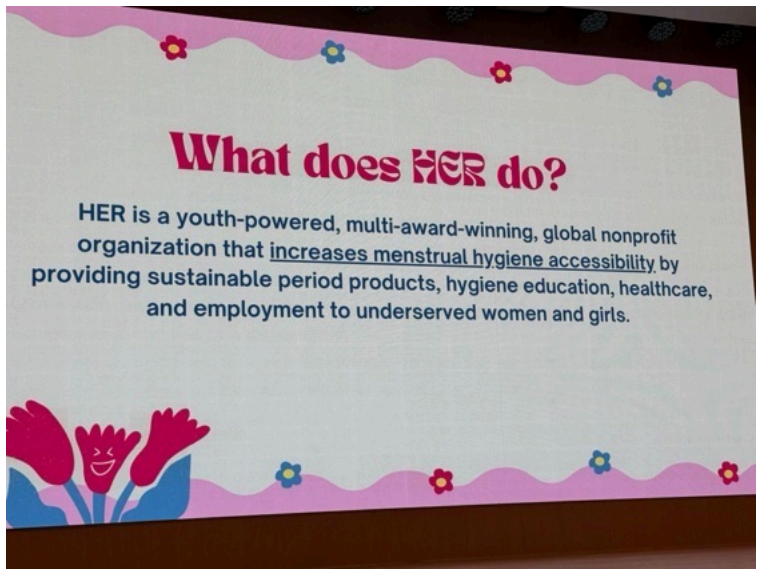 What does HER do?
HER is a youth-powered, multi-award-winning, global nonprofit
organization that increases menstrual hygiene accessibility by
providing sustainable period products, hygiene education, healthcare,
and employment to underserved women and girls.